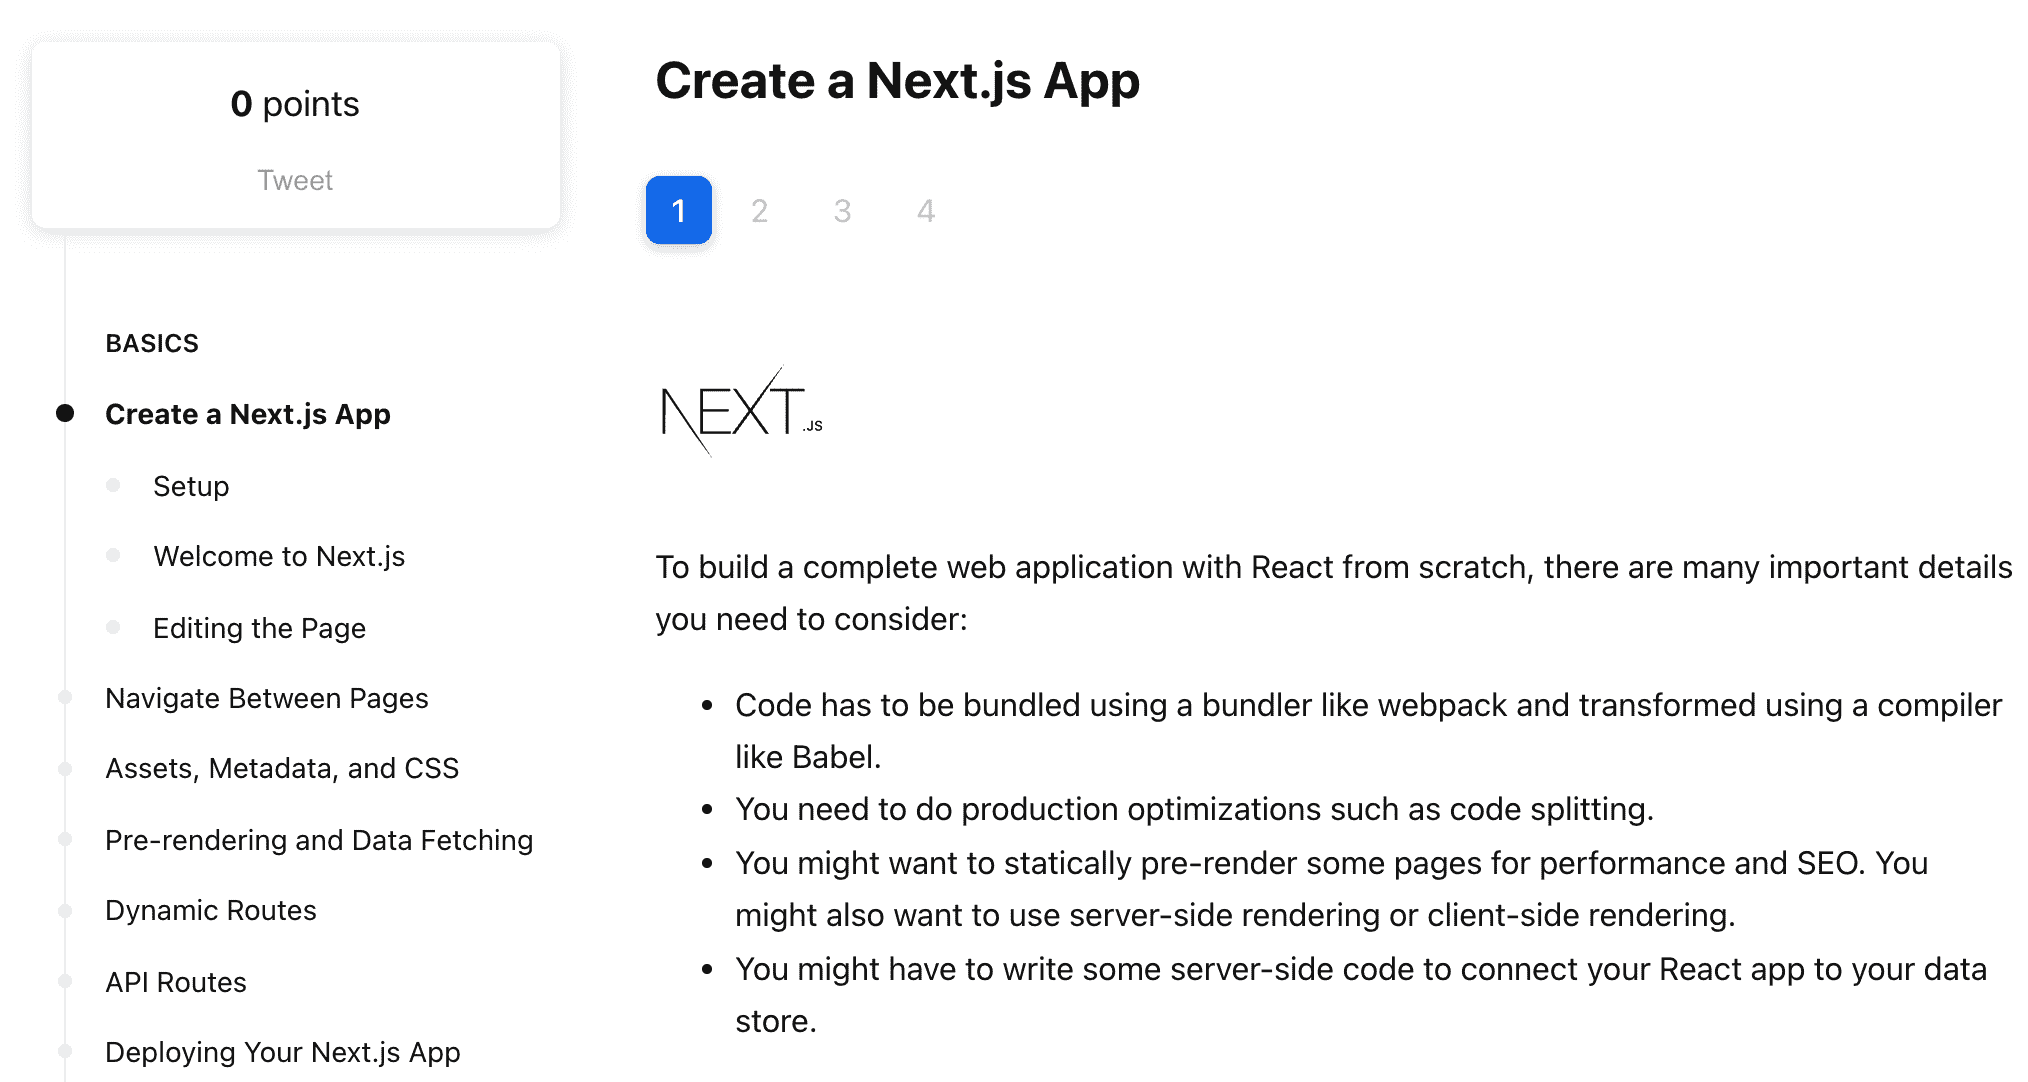 0 points
Tweet
BASICS
Create a Next.js App
Setup
Welcome to Next.js
Editing the Page
Navigate Between Pages
Assets, Metadata, and CSS
Pre-rendering and Data Fetching
Dynamic Routes
API Routes
Deploying Your Next.js App
Create a Next.js App
1 2 3 4
NEXT.JS
To build a complete web application with React from scratch, there are many important details
you need to consider:
• Code has to be bundled using a bundler like webpack and transformed using a compiler
like Babel.
• You need to do production optimizations such as code splitting.
• You might want to statically pre-render some pages for performance and SEO. You
might also want to use server-side rendering or client-side rendering.
• You might have to write some server-side code to connect your React app to your data
store.